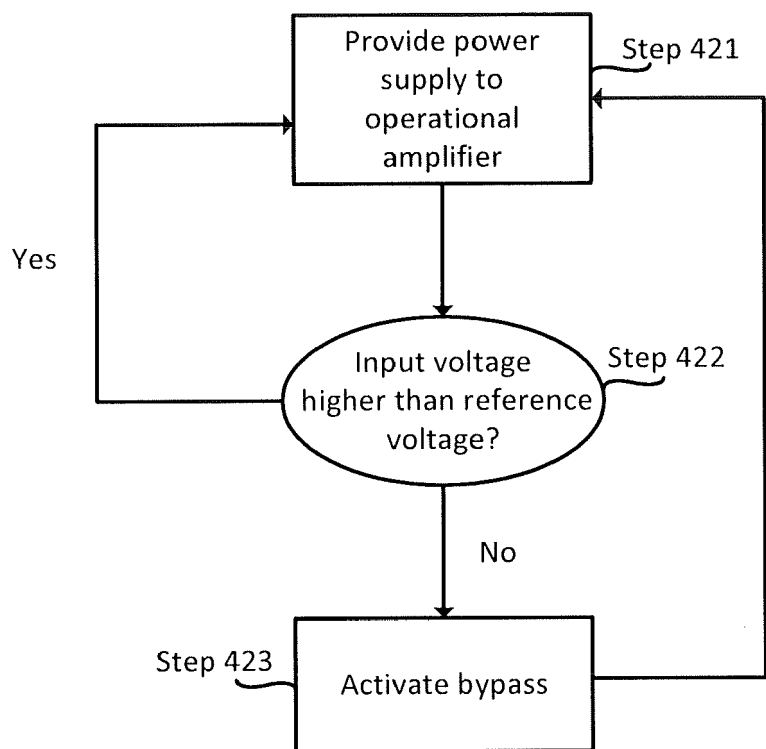 Provide power
supply to
operational
amplifier
Step 421
Yes
Input voltage
higher than reference
voltage?
Step 422
No
Step 423
Activate bypass